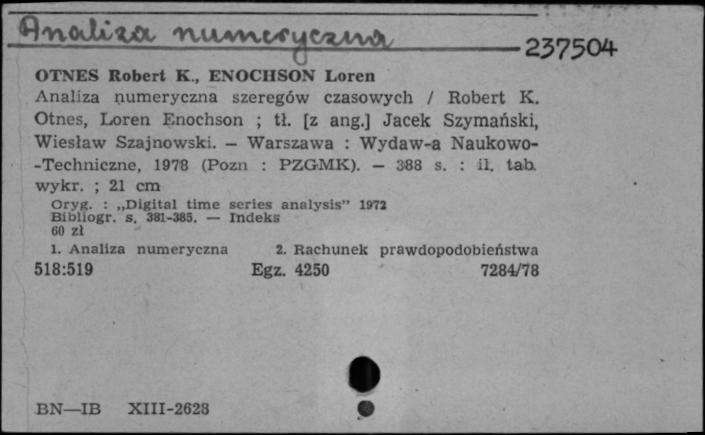 Analiza numeryczna
237504
OTNES Robert K., ENOCHSON Loren
Analiza numeryczna szeregów czasowych / Robert K.
Otnes, Loren Enochson ; tł. [z ang.] Jacek Szymański,
Wiesław Szajnowski. — Warszawa : Wydaw-a Naukowo-
-Techniczne, 1978 (Pozn : PZGMK). — 388 s. : il. tab.
wykr. ; 21 cm
Oryg. : „Digital time series analysis” 1972
Bibliogr. s. 381-385. — Indeks
60 zł
1. Analiza numeryczna 2. Rachunek prawdopodobieństwa
518:519 Egz. 4250 7284/78
BN—IB XIII-2628